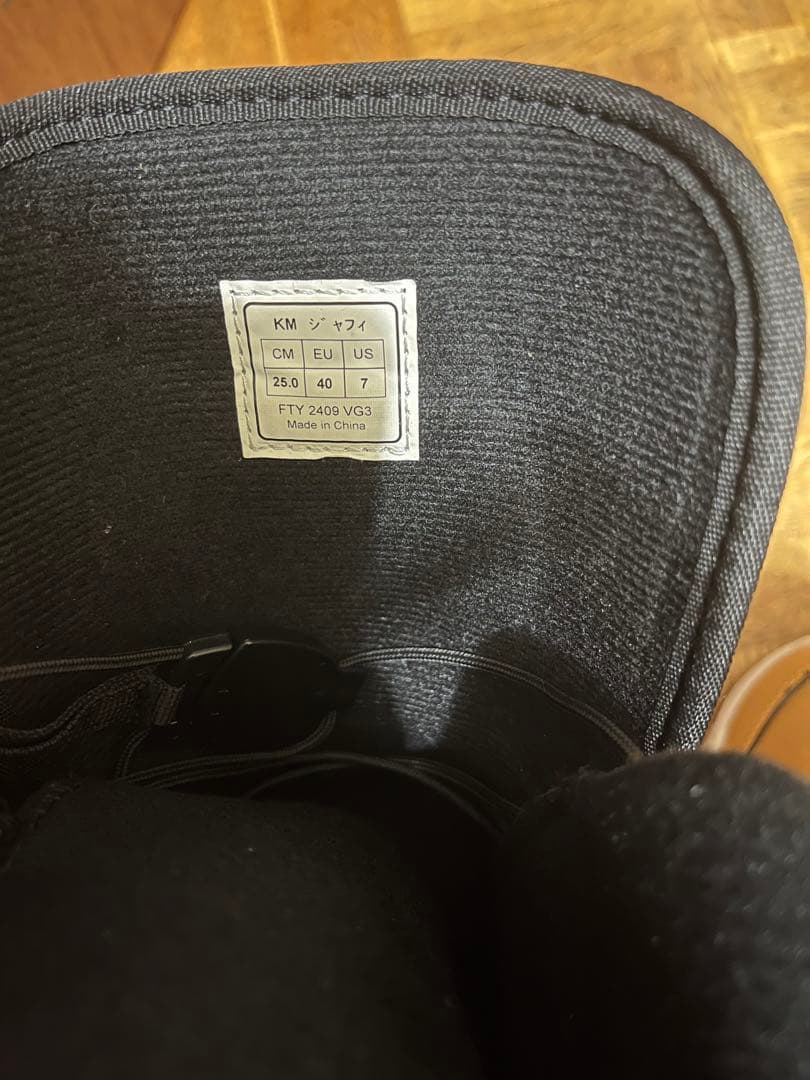 KM ジャフィ
CM EU US
25.0 40 7
FTY 2409 VG3
Made in China